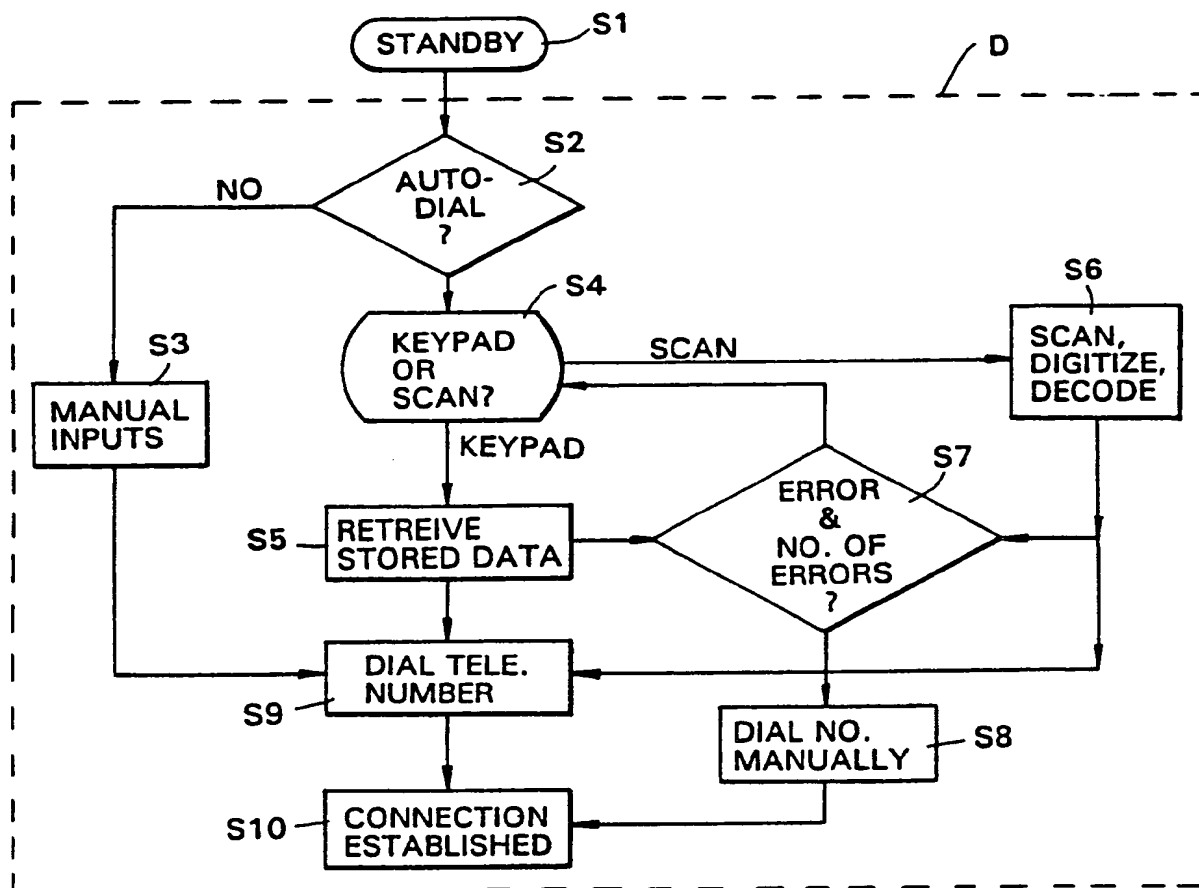 STANDBY
S1
D
S2
AUTO-
DIAL
?
NO
S4
KEYPAD
OR
SCAN?
SCAN
S6
SCAN,
DIGITIZE,
DECODE
S3
MANUAL
INPUTS
KEYPAD
S7
ERROR
&
NO. OF
ERRORS
?
S5
RETREIVE
STORED DATA
DIAL TELE.
NUMBER
S9
DIAL NO.
MANUALLY
S8
S10
CONNECTION
ESTABLISHED